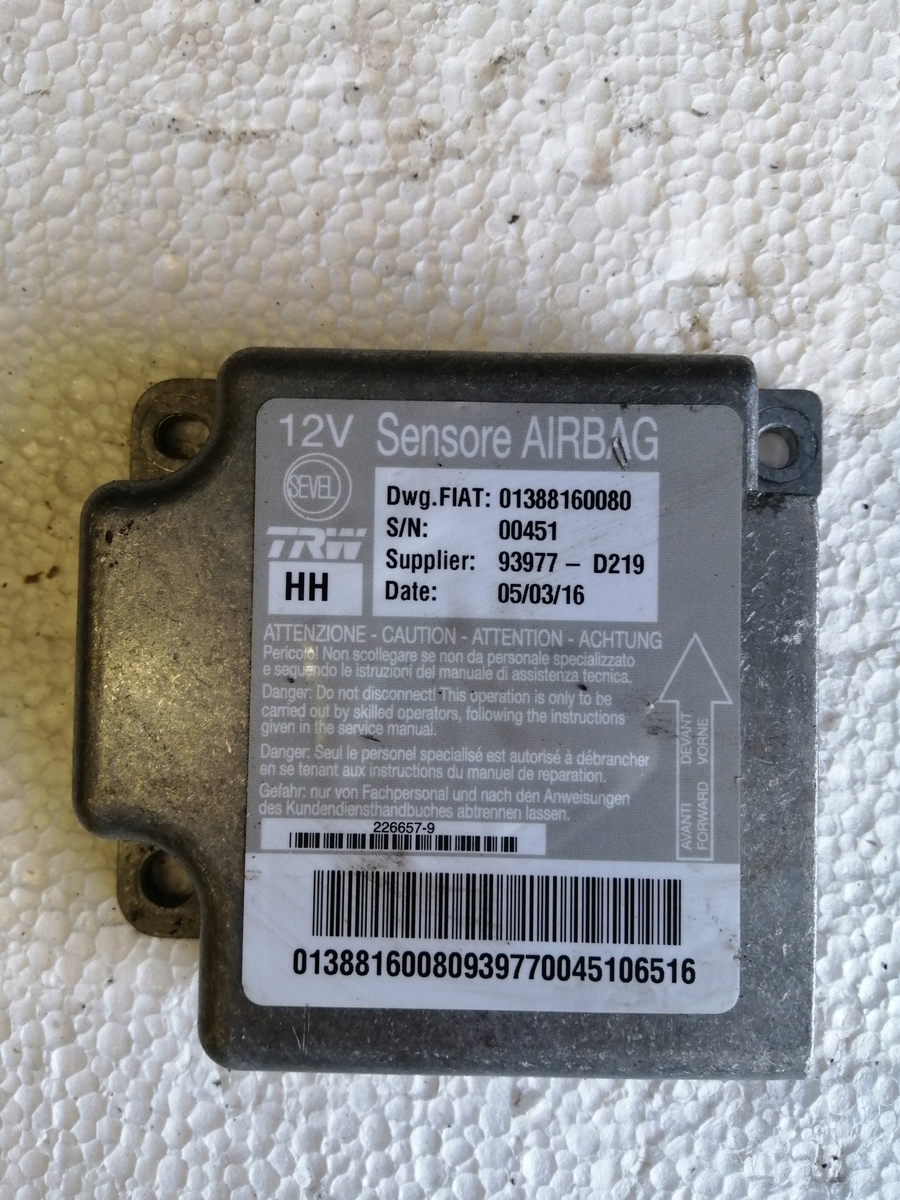 12V Sensore AIRBAG
SEVEL
TRW
HH
Dwg.FIAT: 01388160080
S/N: 00451
Supplier: 93977 - D219
Date: 05/03/16
ATTENZIONE - CAUTION - ATTENTION - ACHTUNG
Pericolo! Non scollegare se non da personale specializzato
e seguendo le istruzioni del manuale di assistenza tecnica.
Danger: Do not disconnect! This operation is only to be
carried out by skilled operators, following the instructions
given in the service manual.
Danger: Seul le personel specialisé est autorisé à débrancher
en se tenant aux instructions du manuel de reparation.
Gefahr: nur von Fachpersonal und nach den Anweisungen
des Kundendiensthandbuches abtrennen lassen.
AVANTI DEVANT
FORWARD VORNE
226657-9
01388160080939770045106516